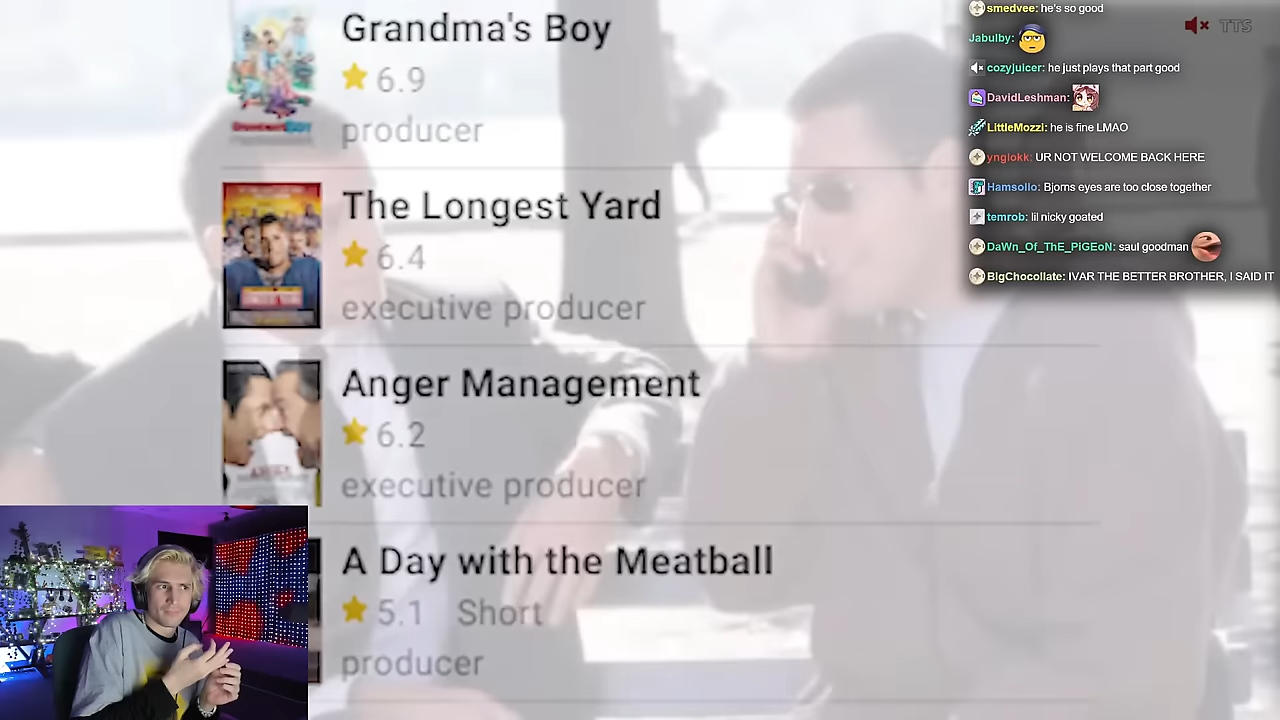 Grandma's Boy
6.9
producer
The Longest Yard
6.4
executive producer
Anger Management
6.2
executive producer
A Day with the Meatball
5.1 Short
producer
TTS
smedvee: he's so good
Jabulby:
cozyjuicer: he just plays that part good
DavidLeshman:
LittleMozzi: he is fine LMAO
ynglokk: UR NOT WELCOME BACK HERE
Hamsollo: Bjorns eyes are too close together
temrob: lil nicky goated
DaWn_Of_ThE_PiGEoN: saul goodman
BigChocollate: IVAR THE BETTER BROTHER, I SAID IT